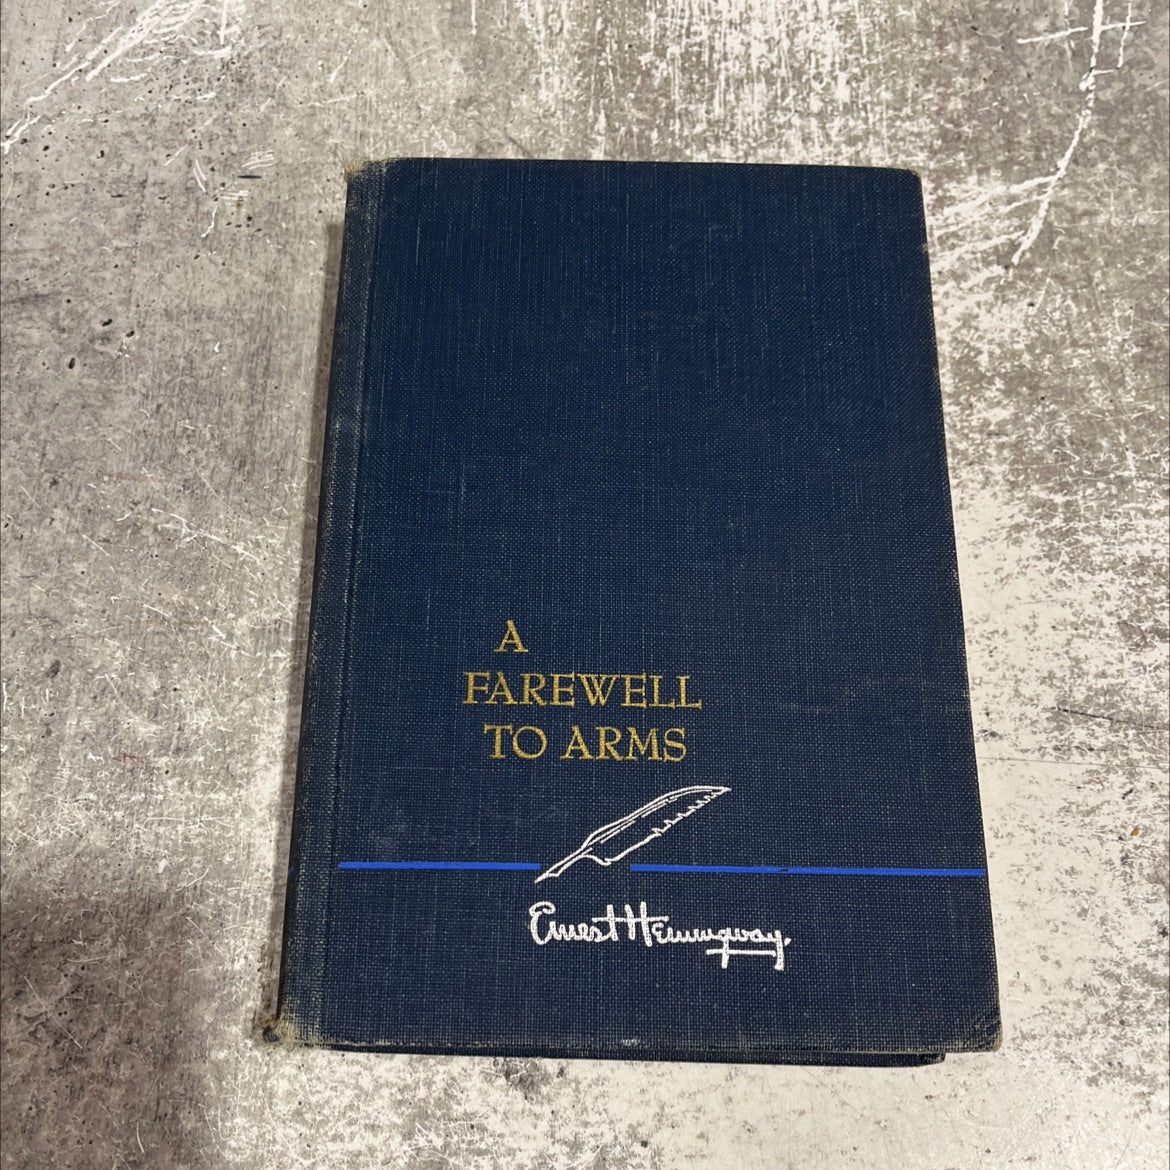 A
FAREWELL
TO ARMS
Ernest Hemingway.